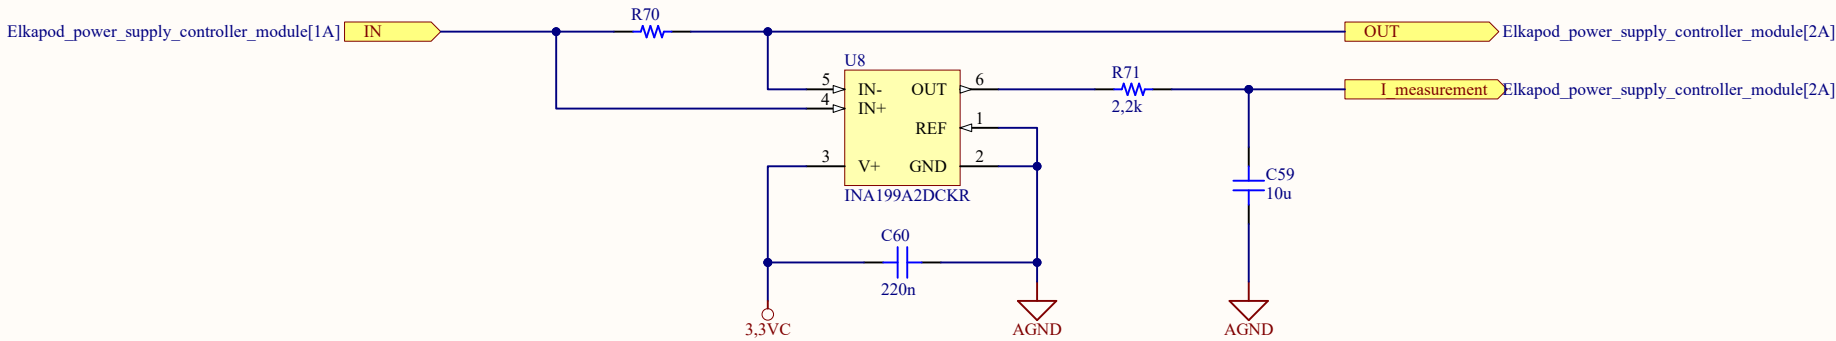 R70
Elkapod_power_supply_controller_module[1A] IN
OUT Elkapod_power_supply_controller_module[2A]
U8
5 IN- OUT 6
R71
2,2k
I_measurement Elkapod_power_supply_controller_module[2A]
4 IN+
REF 1
3 V+ GND 2
INA199A2DCKR
C59
10u
C60
220n
3,3VC
AGND
AGND